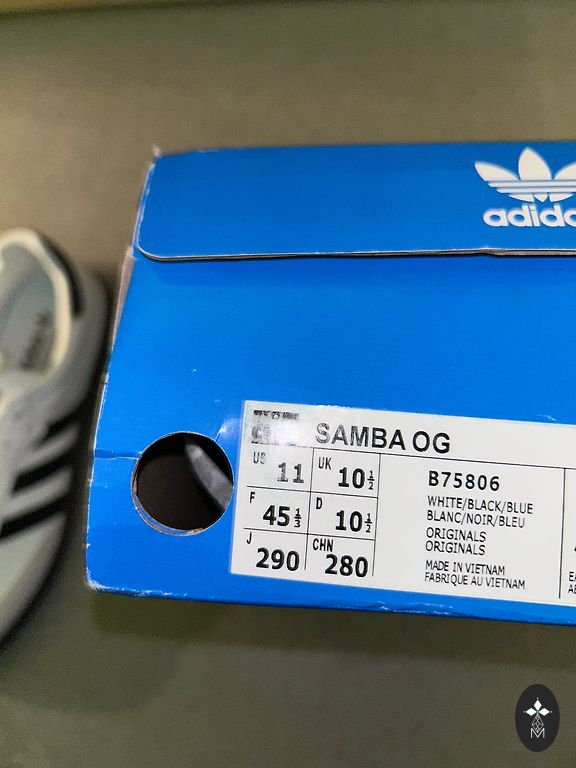 adidas
SAMBA OG
US 11 UK 10½
F 45⅓ D 10½
J 290 CHN 280
B75806
WHITE/BLACK/BLUE
BLANC/NOIR/BLEU
ORIGINALS
ORIGINALS
MADE IN VIETNAM
FABRIQUE AU VIETNAM
M